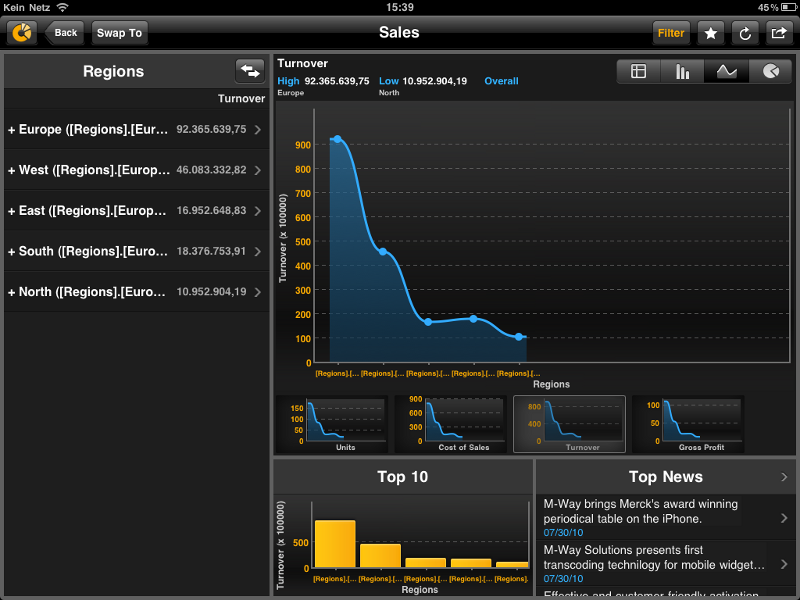 Kein Netz
15:39
45%
Back
Swap To
Sales
Filter
Regions
Turnover
+ Europe ([Regions].[Eur... 92.365.639,75
+ West ([Regions].[Europ... 46.083.332,82
+ East ([Regions].[Europ... 16.952.648,83
+ South ([Regions].[Euro... 18.376.753,91
+ North ([Regions].[Euro... 10.952.904,19
Turnover
High 92.365.639,75 Low 10.952.904,19 Overall
Europe North
Turnover (x 100000)
900
800
700
600
500
400
300
200
100
0
[Regions].[... [Regions].[... [Regions].[... [Regions].[... [Regions].[...
Regions
150
100
50
0
Units
900
600
300
0
Cost of Sales
800
400
0
Turnover
100
50
0
Gross Profit
Top 10
Turnover (x 100000)
500
0
[Regions].[... [Regions].[... [Regions].[... [Regions].[... [Regions].
Regions
Top News
M-Way brings Merck's award winning
periodical table on the iPhone.
07/30/10
M-Way Solutions presents first
transcoding technilogy for mobile widget...
07/30/10
Effective and customer friendly activation